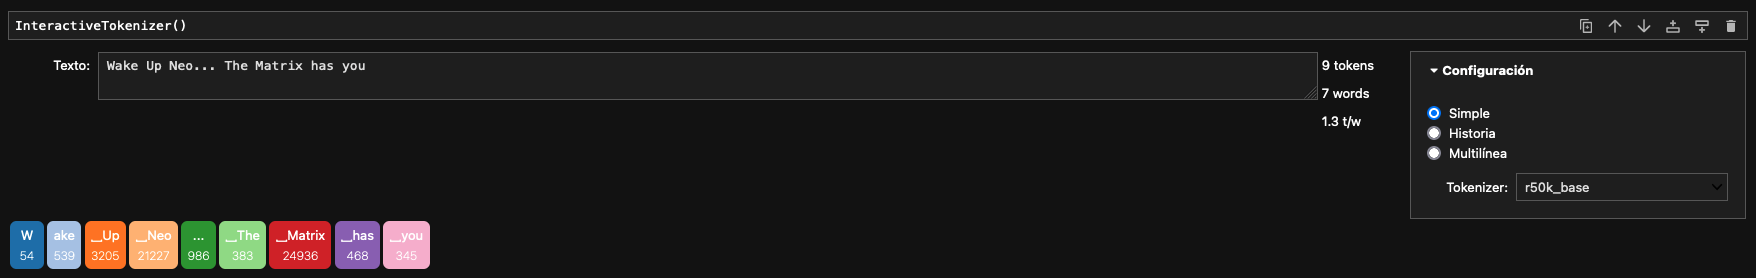 InteractiveTokenizer()
Texto:
Wake Up Neo... The Matrix has you
9 tokens
7 words
1.3 t/w
Configuración
Simple
Historia
Multilínea
Tokenizer:
r50k_base
W ake _Up _Neo ... _The _Matrix _has _you
54 539 3205 21227 986 383 24936 468 345